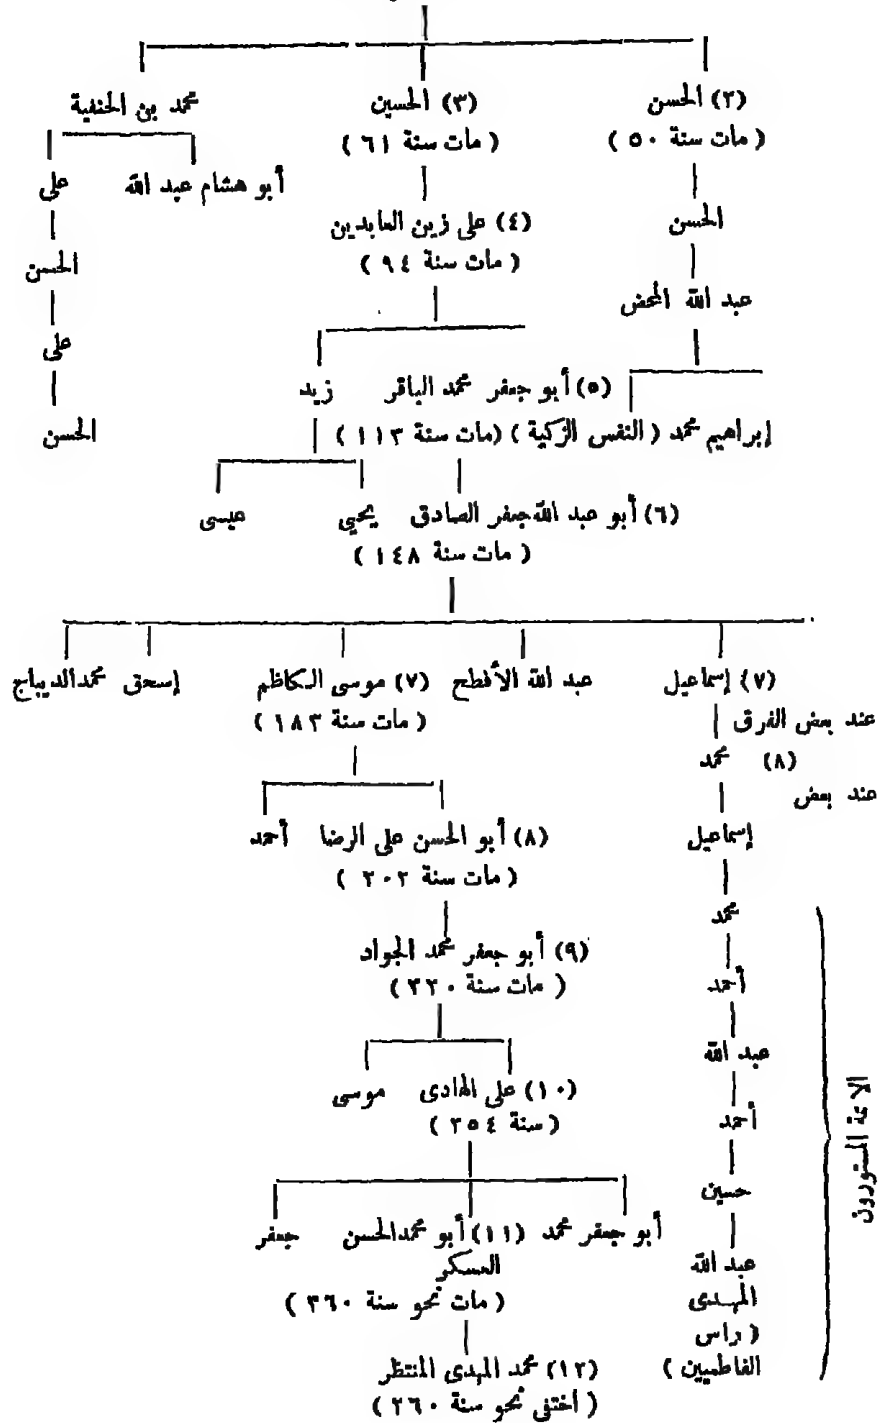 (٢) الحسن (٣) الحسين محمد بن الحنفية
( مات سنة ٥٠ ) ( مات سنة ٦١ )
أبو هشام عبد الله على
الحسن (٤) على زين العابدين
( مات سنة ٩٤ ) الحسن
عبد الله المحض
على
(٥) أبو جعفر محمد الباقر زيد
إبراهيم محمد ( النفس الزكية ) (مات سنة ١١٣ ) الحسن
(٦) أبو عبد الله جعفر الصادق يحيى عيسى
( مات سنة ١٤٨ )
(٧) إسماعيل عبد الله الأفطح (٧) موسى الكاظم إسحق محمد الديباج
عند بعض الفرق ( مات سنة ١٨٣ )
(٨) محمد
عند بعض
إسماعيل (٨) أبو الحسن على الرضا أحمد
( مات سنة ٢٠٢ )
محمد
(٩) أبو جعفر محمد الجواد
أحمد ( مات سنة ٢٢٠ )
عبد الله
(١٠) على الهادى موسى
أحمد ( سنة ٢٥٤ )
حسين
أبو جعفر محمد (١١) أبو محمد الحسن جعفر
عبد الله العسكر
المهدى ( مات نحو سنة ٣٦٠ )
( راس
الفاطميين ) (١٢) محمد المهدى المنتظر
( أختفى نحو سنة ٢٦٠ )
الائمة المستورون